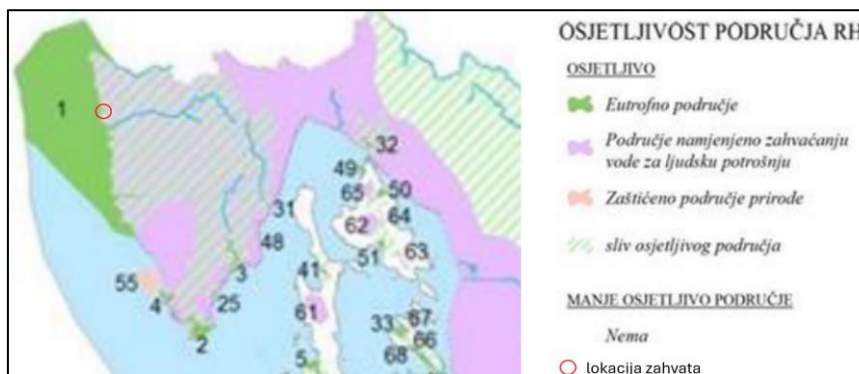 OSJETLJIVOST PODRUČJA RH
OSJETLJIVO
Eutrofno područje
Područje namjenjeno zahvaćanju
vode za ljudsku potrošnju
Zaštićeno područje prirode
sliv osjetljivog područja
MANJE OSJETLJIVO PODRUČJE
Nema
lokacija zahvata
1
32
49
65
50
31
64
62
48
51
63
3
41
55
4
25
61
33
67
2
66
68
5